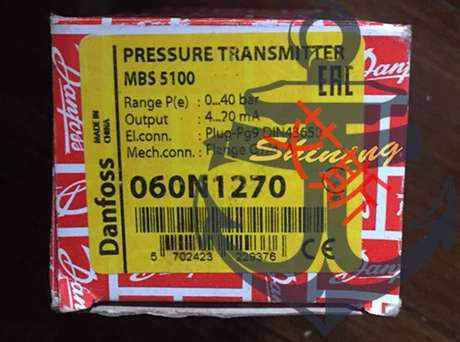 PRESSURE TRANSMITTER
MBS 5100
Range P(e) : 0...40 bar
Output : 4...20 mA
El.conn. : Plug-Pg9 DIN43650
Mech.conn. : Flange
060N1270
5 702423 229376
CE
EAC
Danfoss
MADE IN
CHINA
Shining
Danfoss